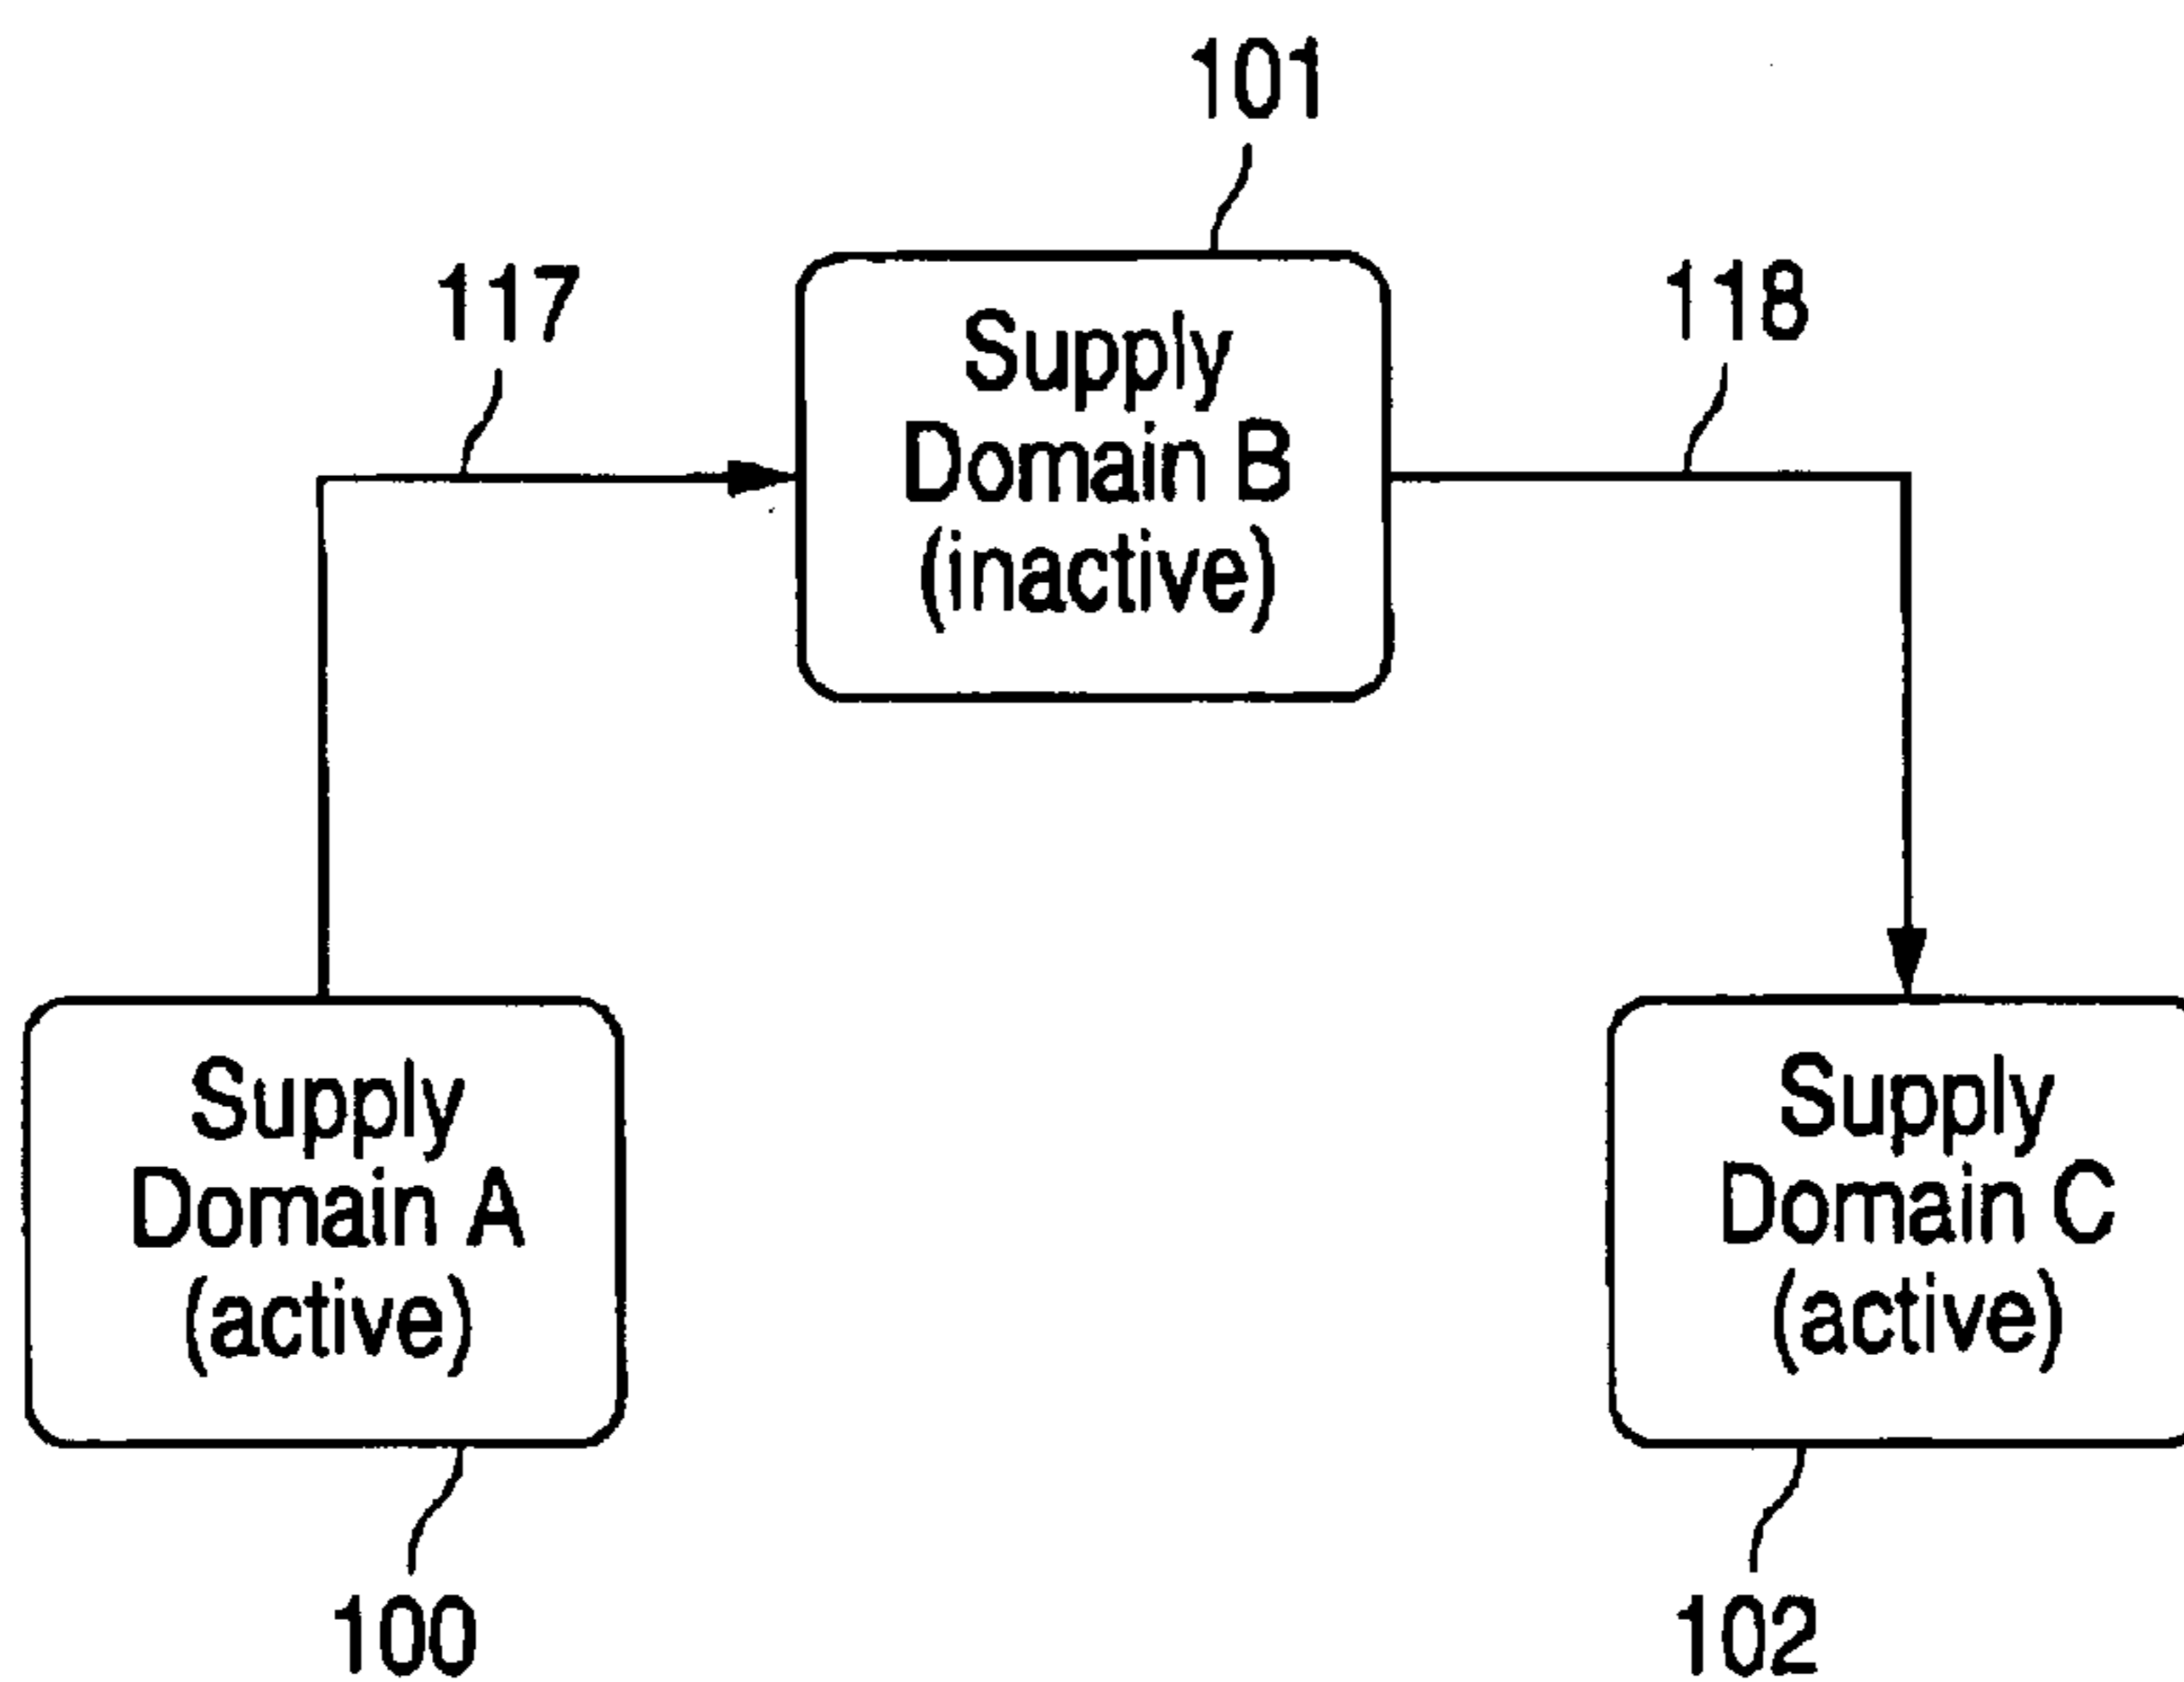 101
117
118
Supply
Domain B
(inactive)
Supply
Domain A
(active)
Supply
Domain C
(active)
100
102